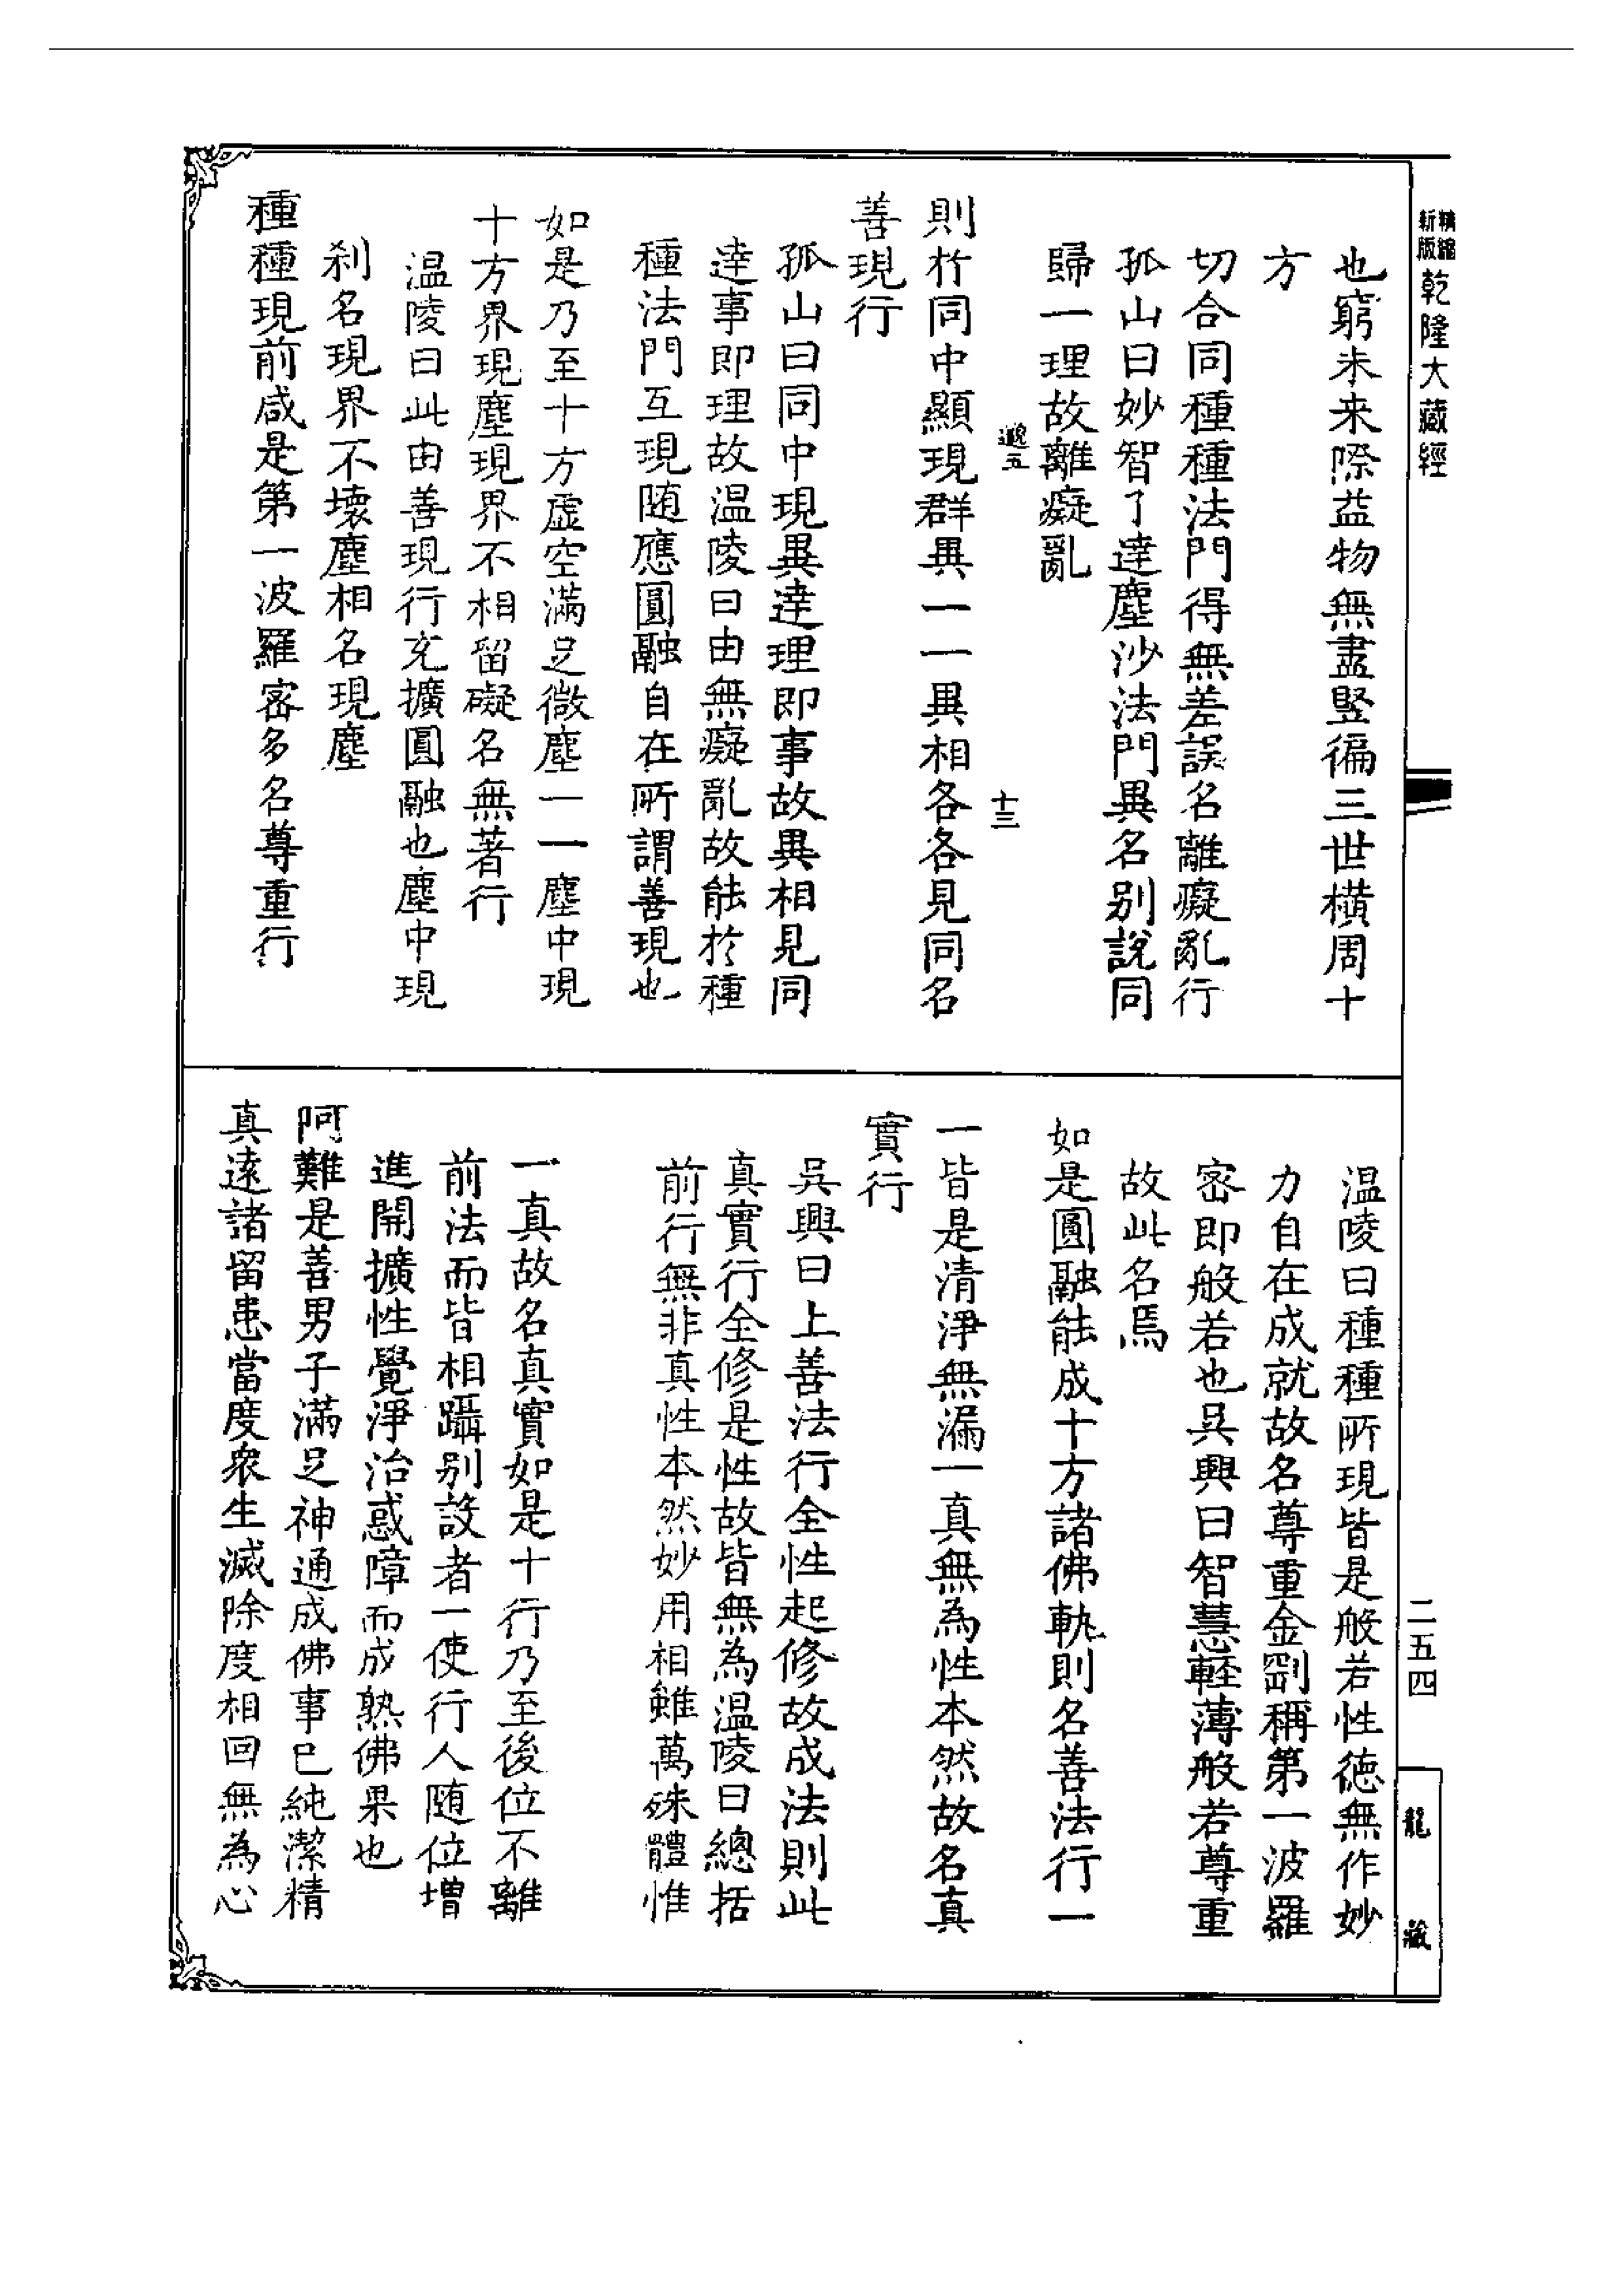 精縮新版乾隆大藏經
也窮未来際益物無盡竪徧三世橫周十
方
切合同種種法門得無差誤名離癡亂行
孤山曰妙智了達塵沙法門異名别說同
歸一理故離癡亂
邈五
十三
則於同中顯現群異一一異相各各見同名
善現行
孤山曰同中現異達理即事故異相見同
達事即理故温陵曰由無癡亂故能於種
種法門互現随應圓融自在所謂善現也
如是乃至十方虛空滿足微塵一一塵中現
十方界現塵現界不相留礙名無著行
温陵曰此由善現行充擴圓融也塵中現
刹名現界不壞塵相名現塵
種種現前咸是第一波羅密多名尊重行
温陵曰種種所現皆是般若性德無作妙
力自在成就故名尊重金剛稱第一波羅
密即般若也吳興曰智慧輕薄般若尊重
故此名焉
如是圓融能成十方諸佛軌則名善法行一
一皆是清淨無漏一真無為性本然故名真
實行
吳興曰上善法行全性起修故成法則此
真實行全修是性故皆無為温陵曰總括
前行無非真性本然妙用相雖萬殊體惟
一真故名真實如是十行乃至後位不離
前法而皆相躡别設者一使行人随位增
進開擴性覺淨治惑障而成熟佛果也
阿難是善男子滿足神通成佛事已純潔精
真遠諸留患當度衆生滅除度相回無為心
二五四
龍藏